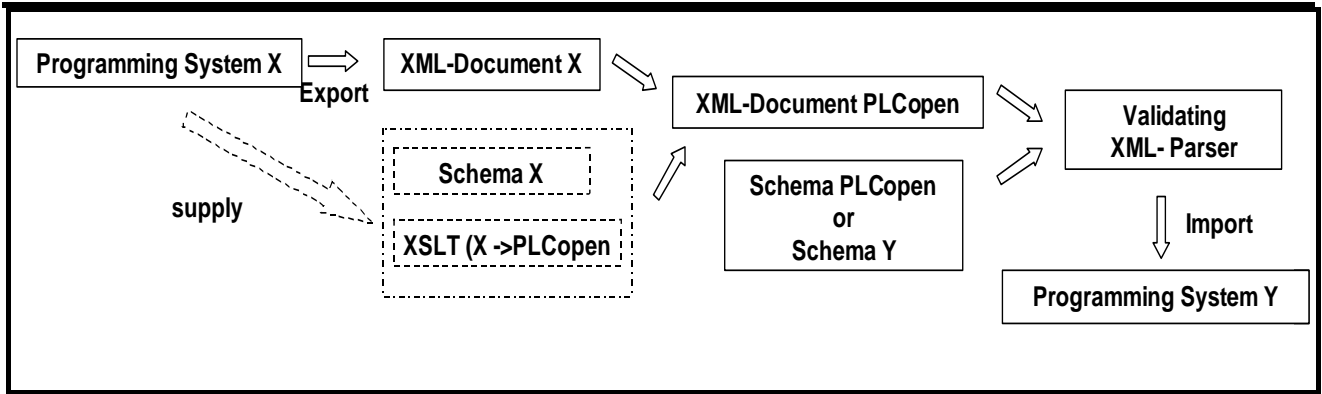 Programming System X
Export
XML-Document X
supply
Schema X
XSLT (X ->PLCopen
XML-Document PLCopen
Schema PLCopen
or
Schema Y
Validating
XML- Parser
Import
Programming System Y